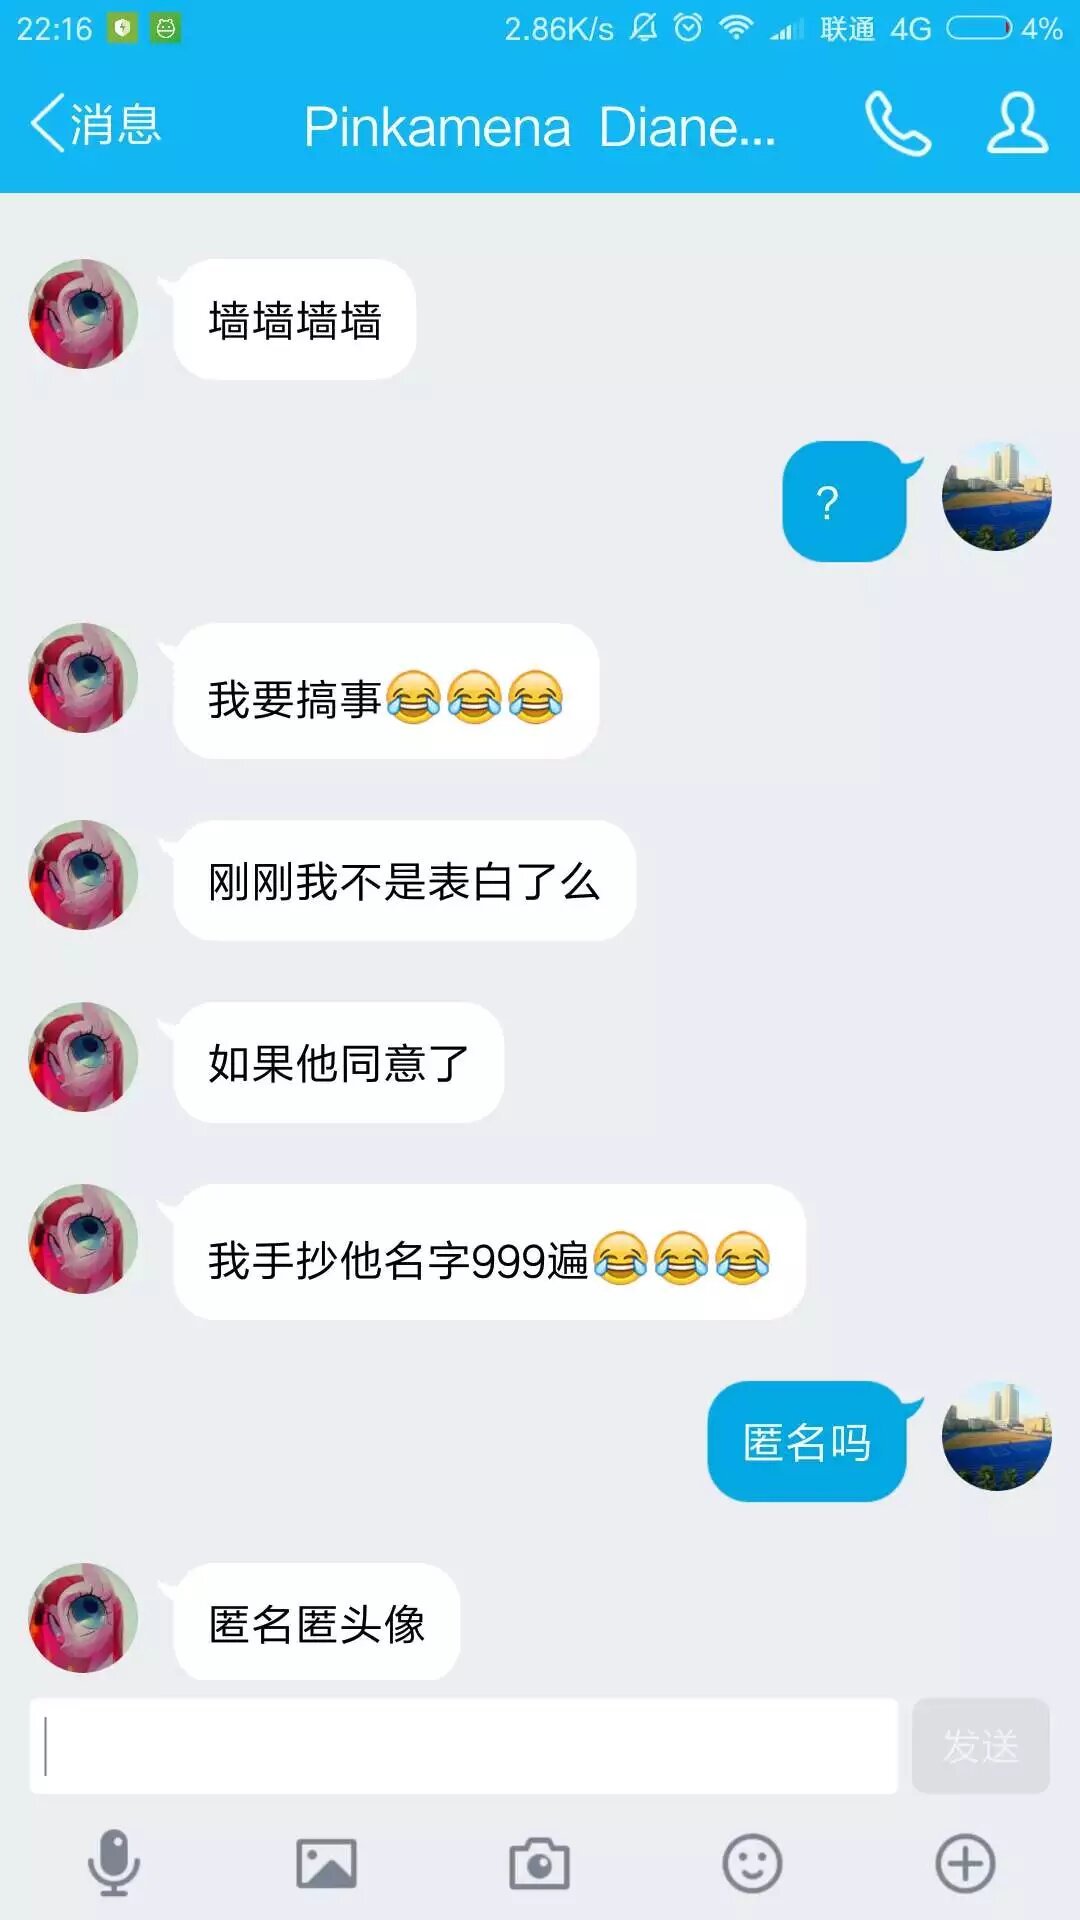 22:16 2.86K/s 联通 4G 4%
消息 Pinkamena Diane...
墙墙墙墙
?
我要搞事😂😂😂
刚刚我不是表白了么
如果他同意了
我手抄他名字999遍😂😂😂
匿名吗
匿名匿头像
发送